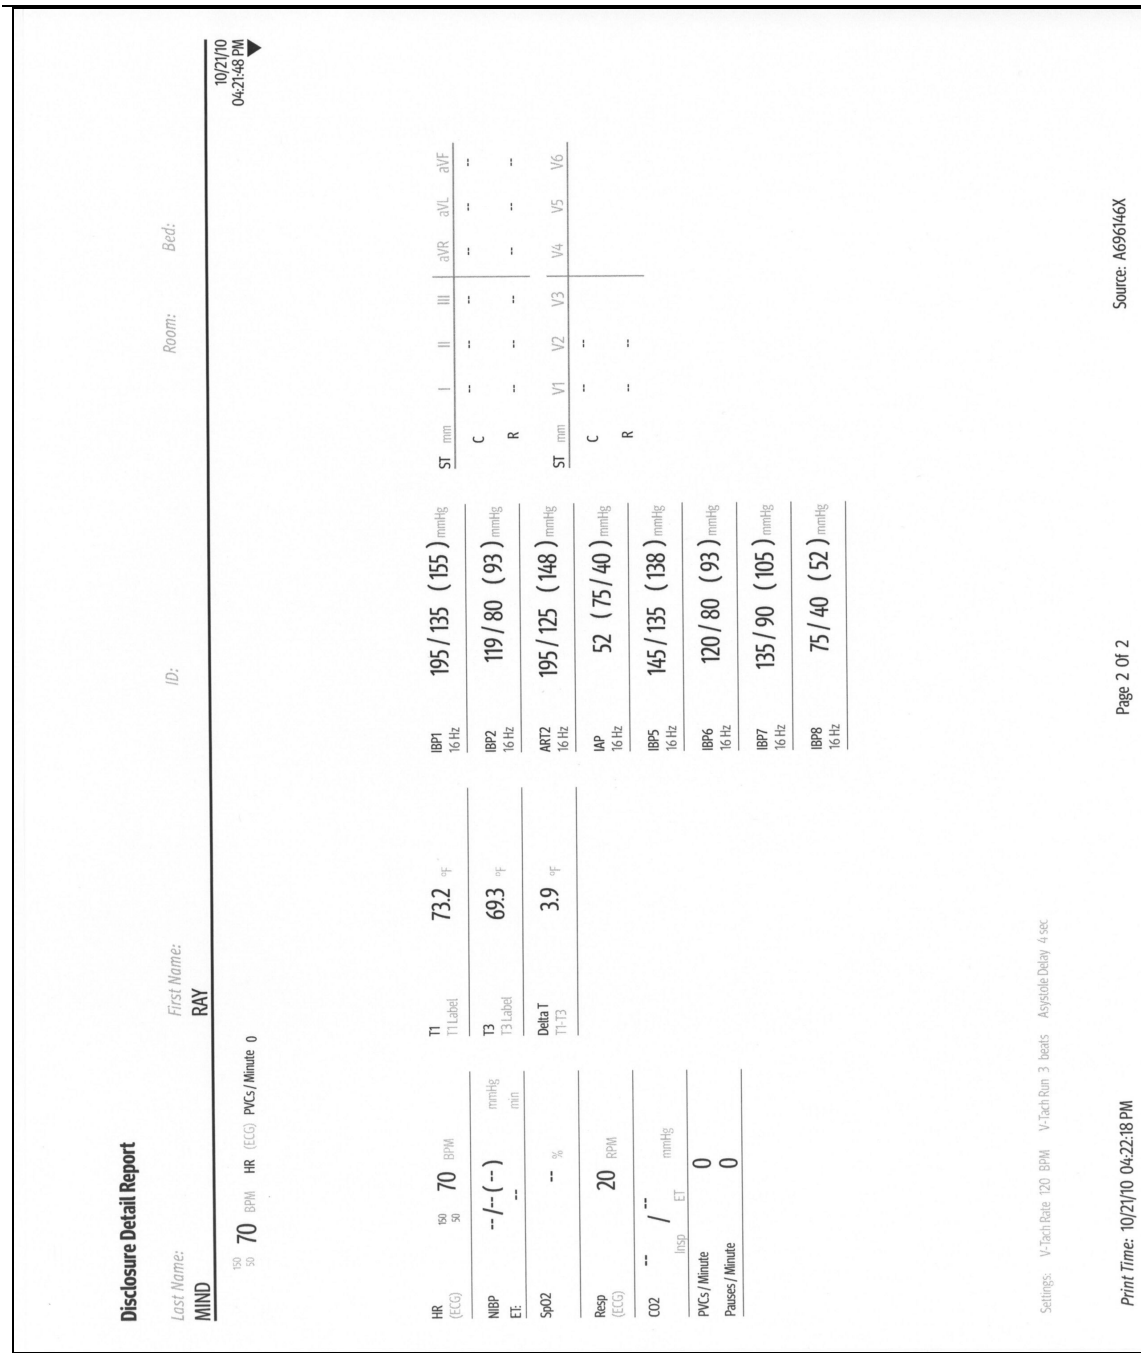 Disclosure Detail Report
Last Name: First Name: ID: Room: Bed:
MIND RAY
10/21/10
04:21:48 PM
150
50
70 BPM HR (ECG) PVCs / Minute 0
HR
(ECG)
150
50
70 BPM
NIBP -- / -- ( -- ) mmHg
ET: -- min
SpO2 -- %
Resp
(ECG)
20 RPM
CO2 -- / -- mmHg
Insp ET
PVCs / Minute 0
Pauses / Minute 0
T1 73.2 °F
T1 Label
T3 69.3 °F
T3 Label
Delta T 3.9 °F
T1-T3
IBP1 195 / 135 ( 155 ) mmHg
16 Hz
IBP2 119 / 80 ( 93 ) mmHg
16 Hz
ART2 195 / 125 ( 148 ) mmHg
16 Hz
IAP 52 ( 75 / 40 ) mmHg
16 Hz
IBP5 145 / 135 ( 138 ) mmHg
16 Hz
IBP6 120 / 80 ( 93 ) mmHg
16 Hz
IBP7 135 / 90 ( 105 ) mmHg
16 Hz
IBP8 75 / 40 ( 52 ) mmHg
16 Hz
ST mm I II III aVR aVL aVF
C -- -- -- -- -- --
R -- -- -- -- -- --
ST mm V1 V2 V3 V4 V5 V6
C -- --
R -- --
Settings: V-Tach Rate 120 BPM V-Tach Run 3 beats Asystole Delay 4 sec
Print Time: 10/21/10 04:22:18 PM Page 2 Of 2 Source: A696146X